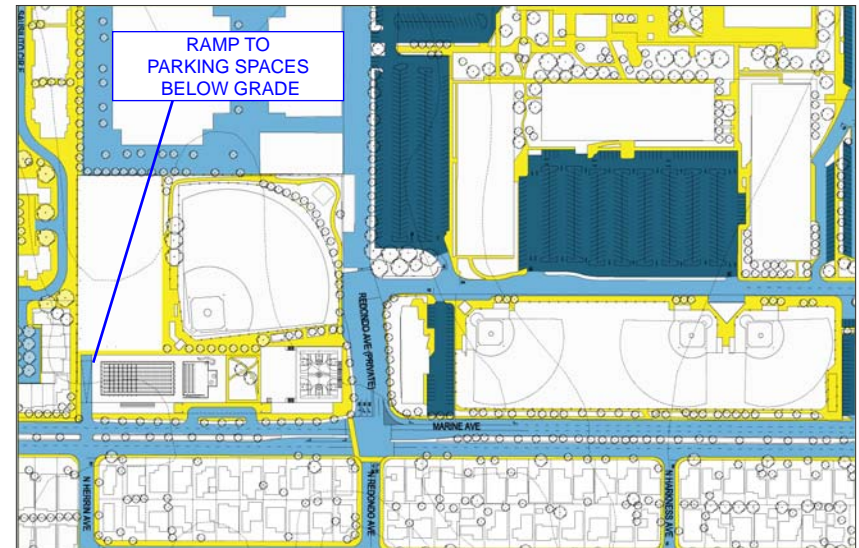 RAMP TO
PARKING SPACES
BELOW GRADE
REDONDO AVE (PRIVATE)
MARINE AVE
N HERRIN AVE
N REDONDO AVE
N HARKNESS AVE